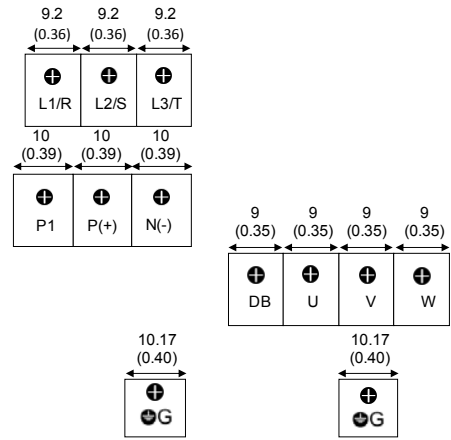 9.2 9.2 9.2
(0.36) (0.36) (0.36)
L1/R L2/S L3/T
10 10 10
(0.39) (0.39) (0.39)
P1 P(+) N(-)
9 9 9 9
(0.35) (0.35) (0.35) (0.35)
DB U V W
10.17 10.17
(0.40) (0.40)
G G